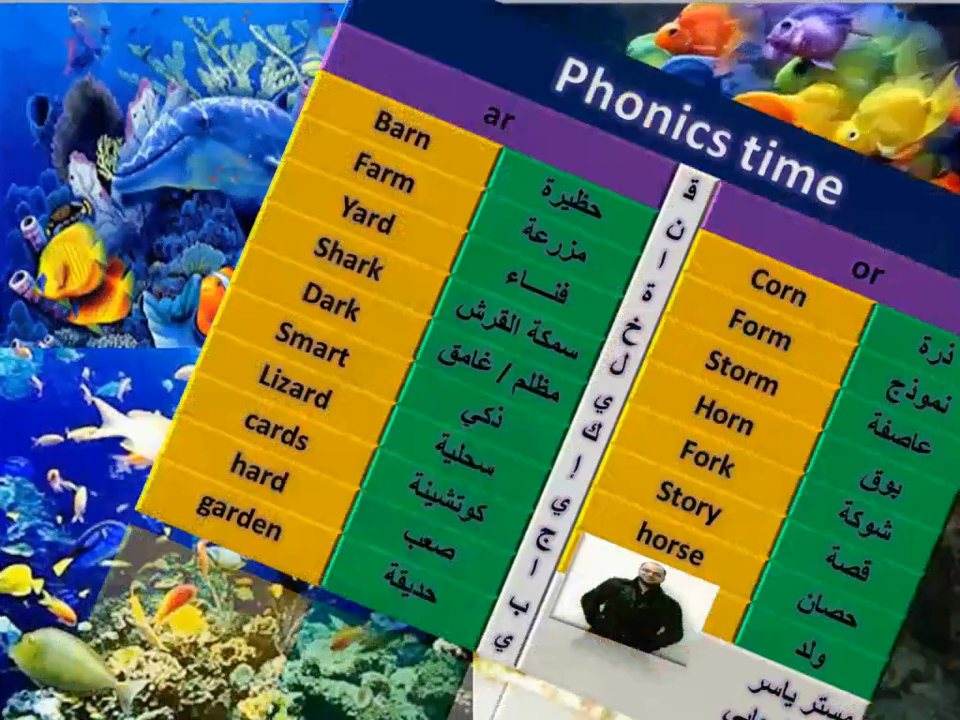 Phonics time
ar
Barn حظيرة
Farm مزرعة
Yard فنـــاء
Shark سمكة القرش
Dark مظلم / غامق
Smart ذكي
Lizard سحلية
cards كوتشينة
hard صعب
garden حديقة
ق ن ا ة خ ل ي ك إ ي ج ا ب ي
or
Corn ذرة
Form نموذج
Storm عاصفة
Horn بوق
Fork شوكة
Story قصة
horse حصان
ولد
مستر ياسر